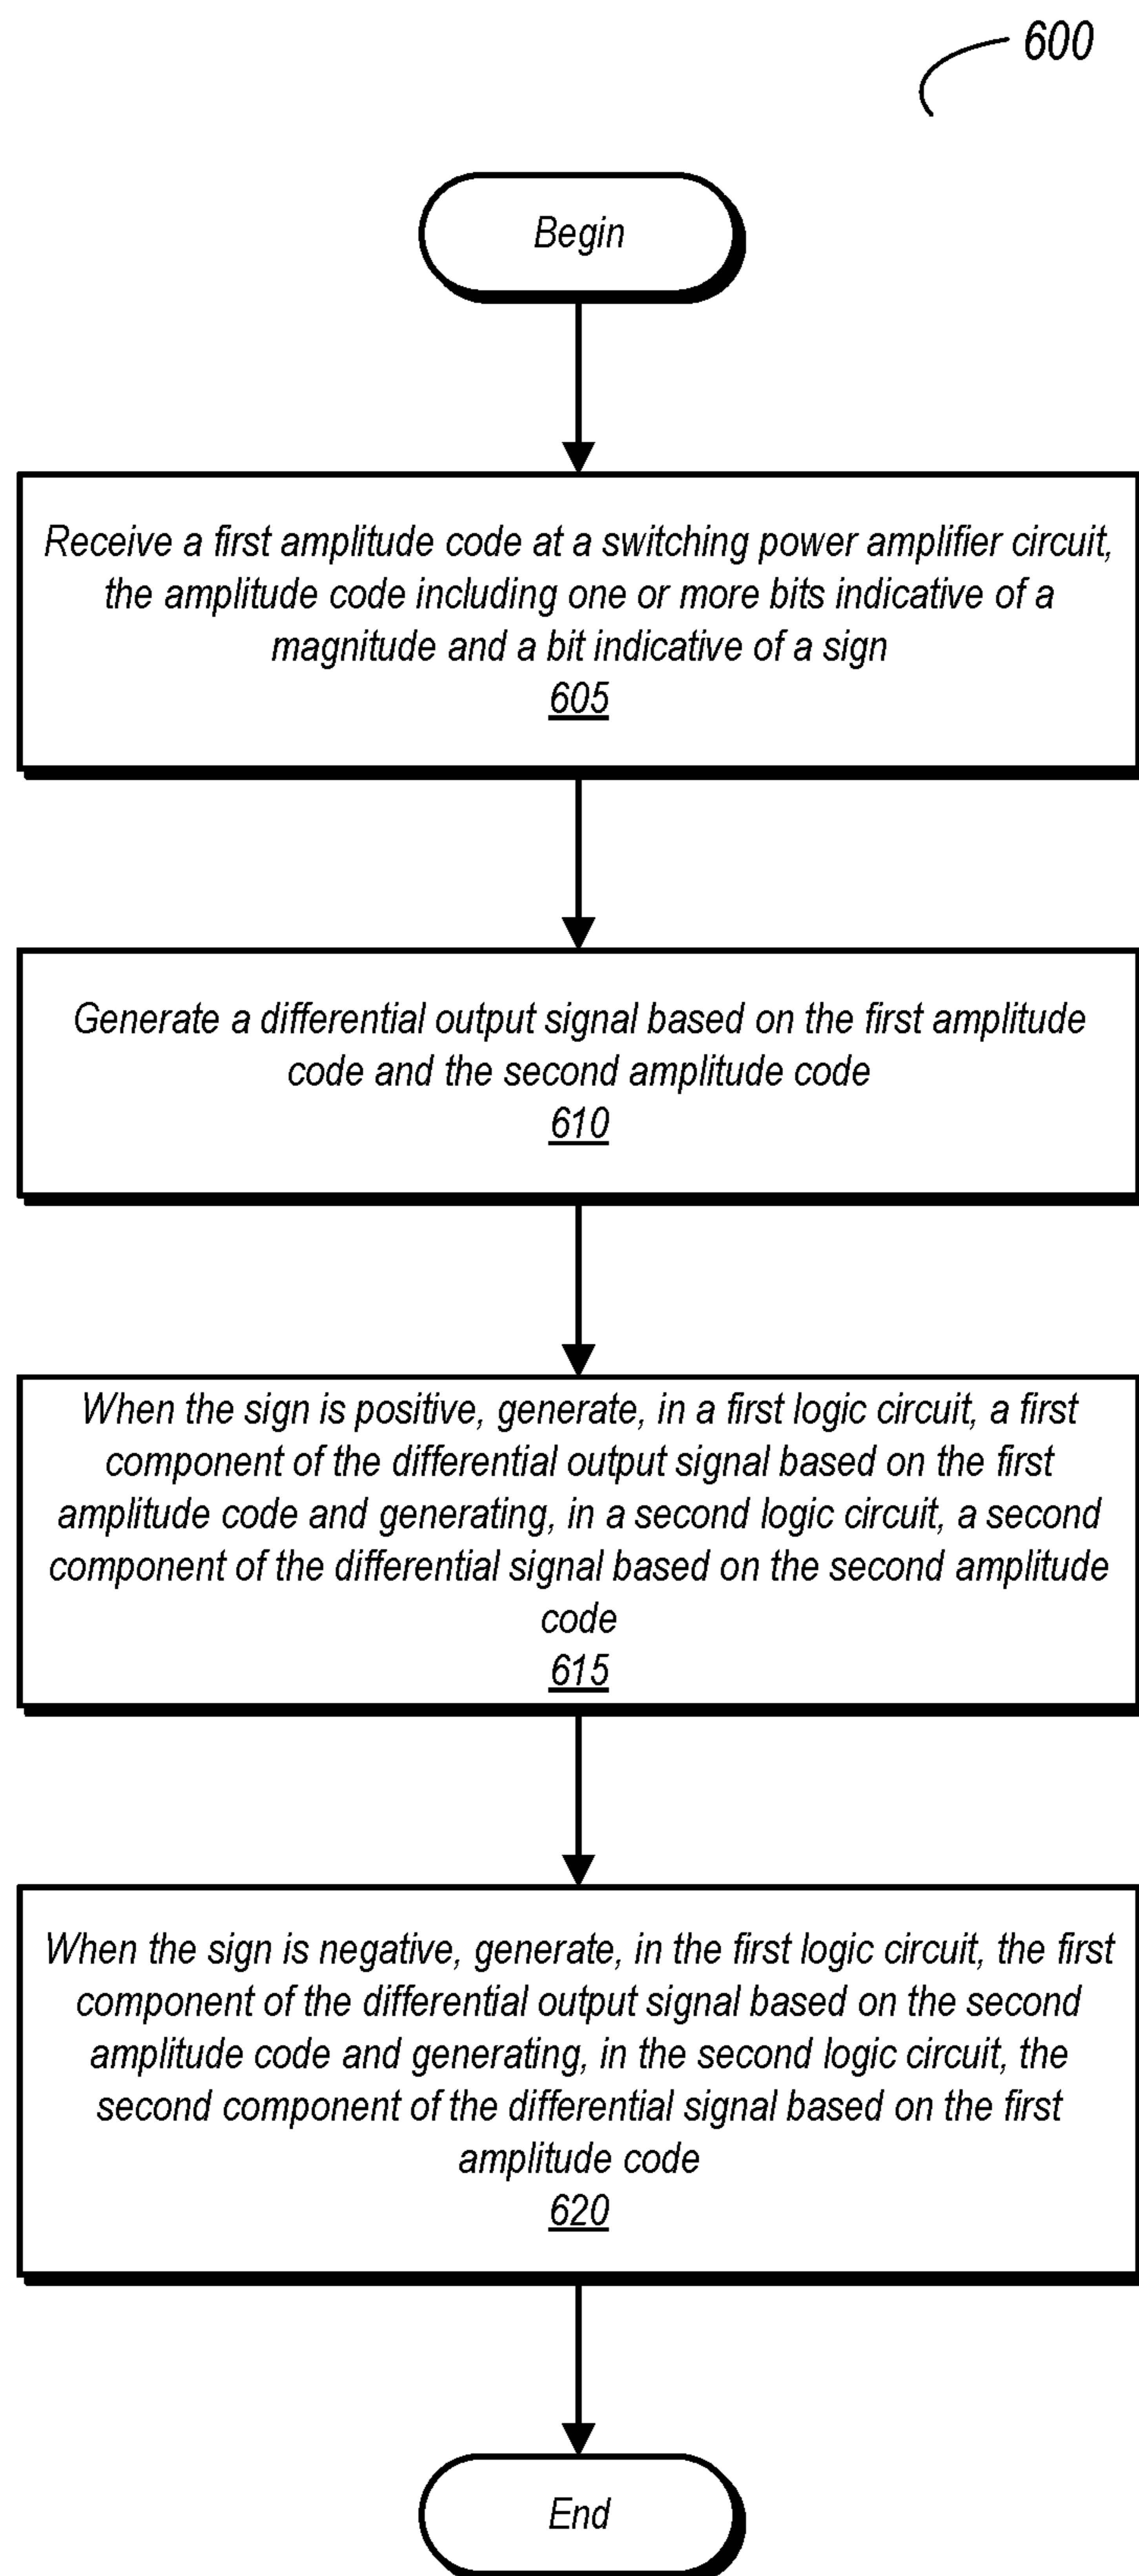 600
Begin
Receive a first amplitude code at a switching power amplifier circuit,
the amplitude code including one or more bits indicative of a
magnitude and a bit indicative of a sign
605
Generate a differential output signal based on the first amplitude
code and the second amplitude code
610
When the sign is positive, generate, in a first logic circuit, a first
component of the differential output signal based on the first
amplitude code and generating, in a second logic circuit, a second
component of the differential signal based on the second amplitude
code
615
When the sign is negative, generate, in the first logic circuit, the first
component of the differential output signal based on the second
amplitude code and generating, in the second logic circuit, the
second component of the differential signal based on the first
amplitude code
620
End